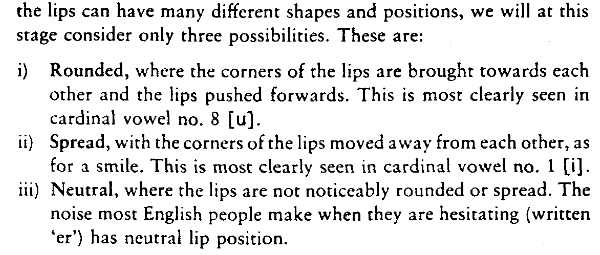 the lips can have many different shapes and positions, we will at this
stage consider only three possibilities. These are:
i) Rounded, where the corners of the lips are brought towards each
other and the lips pushed forwards. This is most clearly seen in
cardinal vowel no. 8 [u].
ii) Spread, with the corners of the lips moved away from each other, as
for a smile. This is most clearly seen in cardinal vowel no. 1 [i].
iii) Neutral, where the lips are not noticeably rounded or spread. The
noise most English people make when they are hesitating (written
‘er’) has neutral lip position.